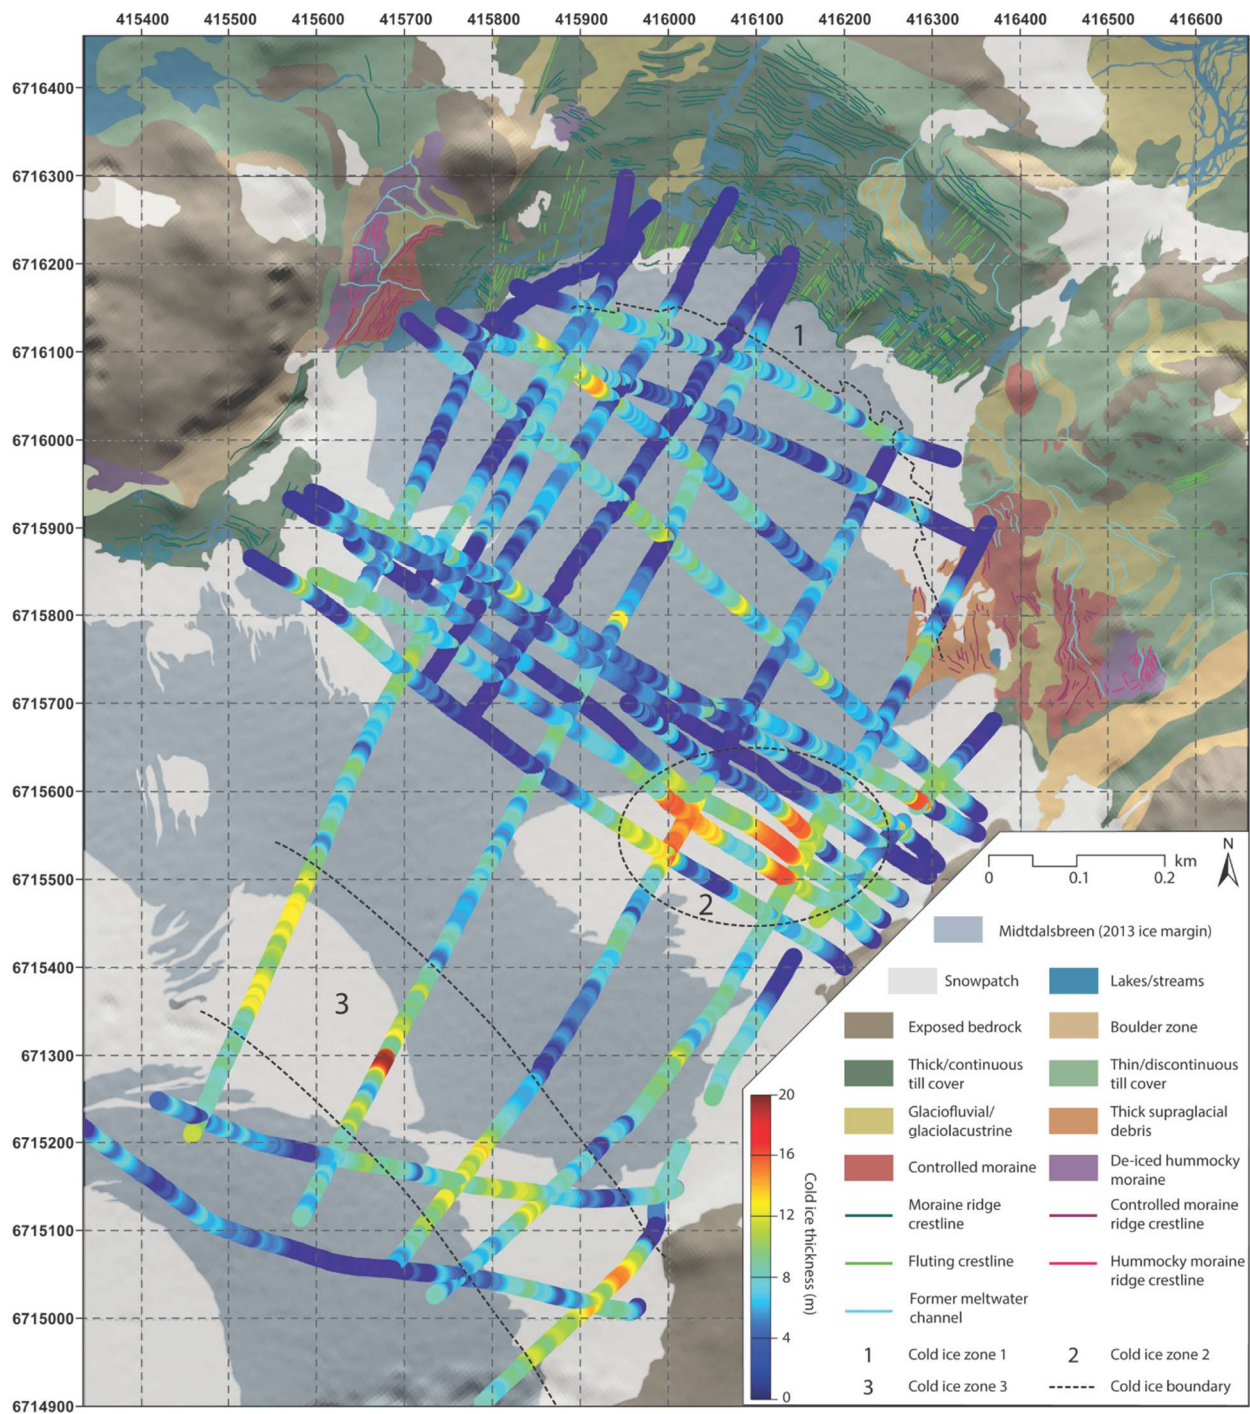 415400 415500 415600 415700 415800 415900 416000 416100 416200 416300 416400 416500 416600
6716400
6716300
6716200
6716100
6716000
6715900
6715800
6715700
6715600
6715500
6715400
671300
6715200
6715100
6715000
6714900
1
2
3
km
0 0.1 0.2
N
Midtdalsbreen (2013 ice margin)
Snowpatch
Lakes/streams
Exposed bedrock
Boulder zone
Thick/continuous
till cover
Thin/discontinuous
till cover
Glaciofluvial/
glaciolacustrine
Thick supraglacial
debris
Controlled moraine
De-iced hummocky
moraine
Moraine ridge
crestline
Controlled moraine
ridge crestline
Fluting crestline
Hummocky moraine
ridge crestline
Former meltwater
channel
1 Cold ice zone 1
2 Cold ice zone 2
3 Cold ice zone 3
Cold ice boundary
20
16
12
8
4
0
Cold ice thickness (m)